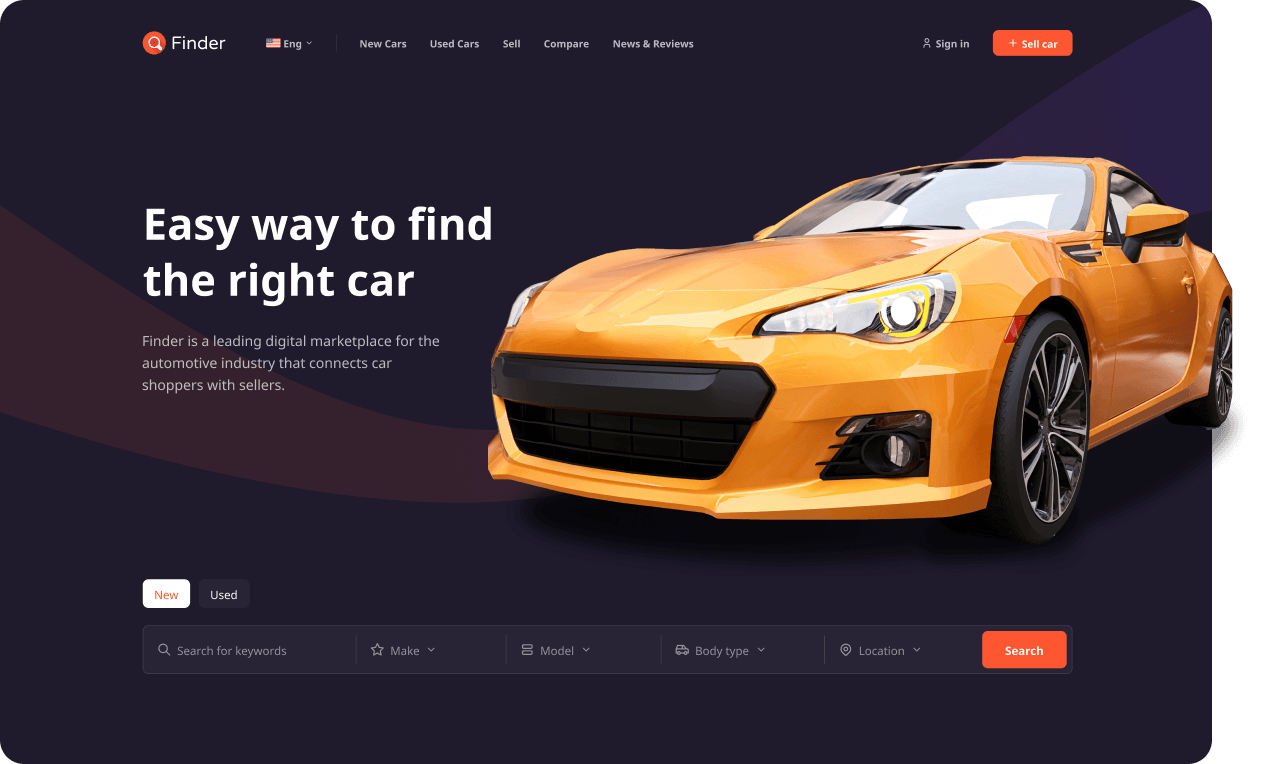 Finder
Eng
New Cars
Used Cars
Sell
Compare
News & Reviews
Sign in
+ Sell car
Easy way to find
the right car
Finder is a leading digital marketplace for the
automotive industry that connects car
shoppers with sellers.
New
Used
Search for keywords
Make
Model
Body type
Location
Search